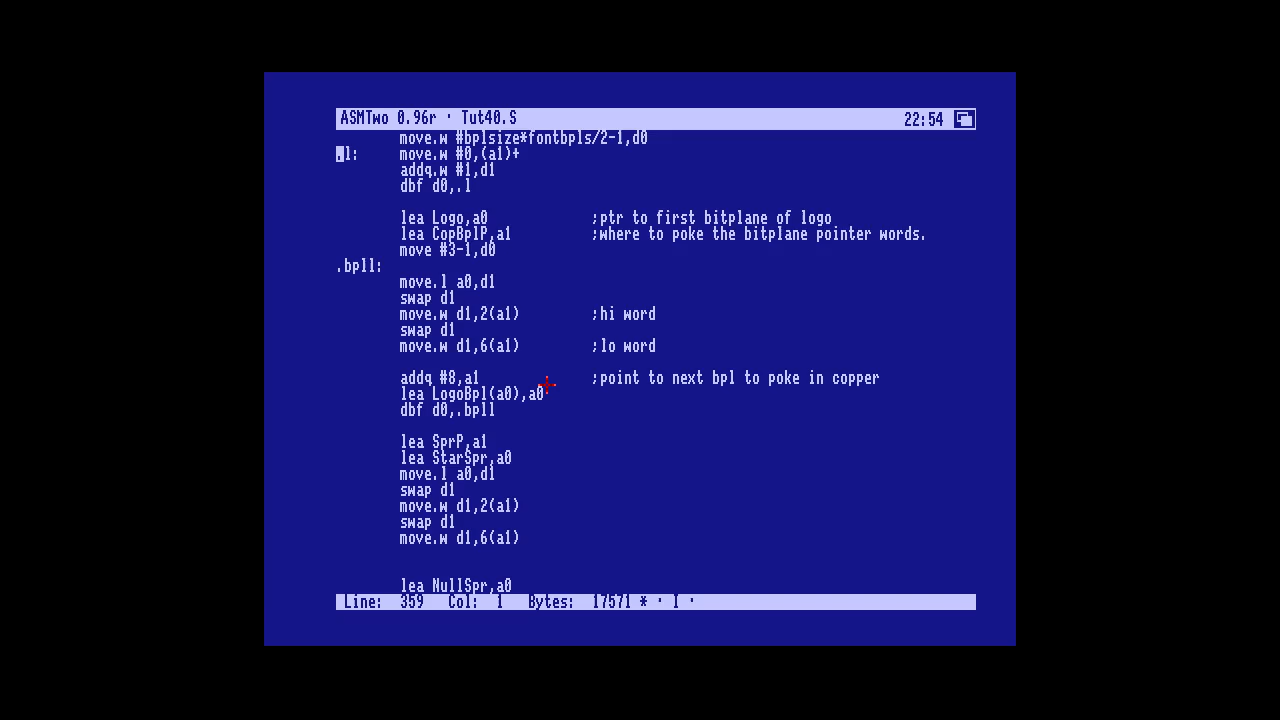 ASMTwo 0.96r · Tut40.S 22:54
move.w #bplsize*fontbpls/2-1,d0
.l: move.w #0,(a1)+
addq.w #1,d1
dbf d0,.l
lea Logo,a0 ;ptr to first bitplane of logo
lea CopBplP,a1 ;where to poke the bitplane pointer words.
move #3-1,d0
.bpll:
move.l a0,d1
swap d1
move.w d1,2(a1) ;hi word
swap d1
move.w d1,6(a1) ;lo word
addq #8,a1 ;point to next bpl to poke in copper
lea LogoBpl(a0),a0
dbf d0,.bpll
lea SprP,a1
lea StarSpr,a0
move.l a0,d1
swap d1
move.w d1,2(a1)
swap d1
move.w d1,6(a1)
lea NullSpr,a0
Line: 359 Col: 1 Bytes: 17571 * · I ·